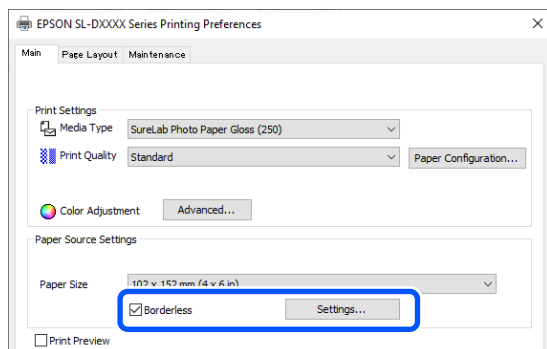 EPSON SL-DXXXX Series Printing Preferences
Main Page Layout Maintenance
Print Settings
Media Type SureLab Photo Paper Gloss (250)
Print Quality Standard Paper Configuration...
Color Adjustment Advanced...
Paper Source Settings
Paper Size 102 x 152 mm (4 x 6 in)
Borderless Settings...
Print Preview